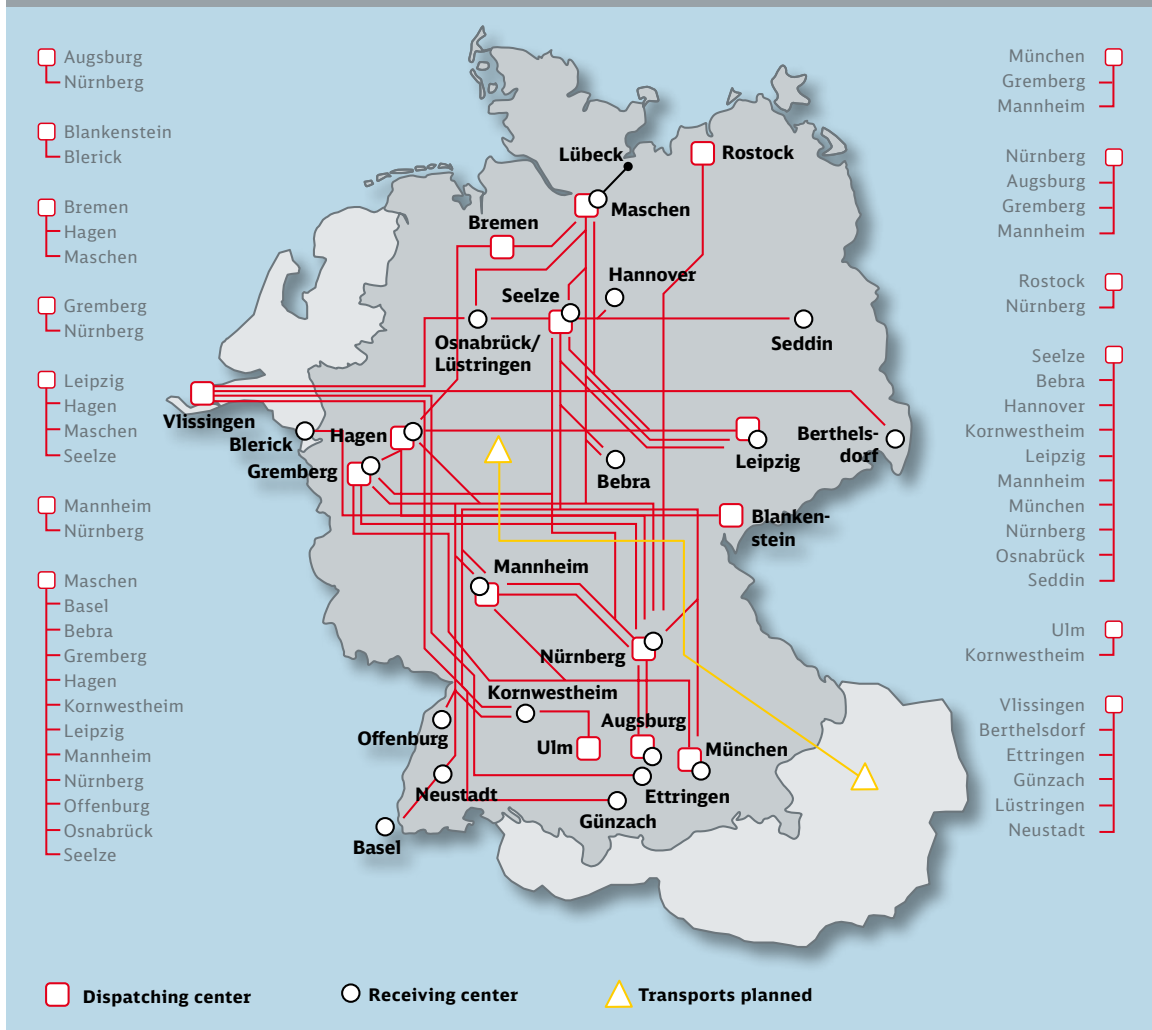 Augsburg
Nürnberg
Blankenstein
Blerick
Bremen
Hagen
Maschen
Gremberg
Nürnberg
Leipzig
Hagen
Maschen
Seelze
Mannheim
Nürnberg
Maschen
Basel
Bebra
Gremberg
Hagen
Kornwestheim
Leipzig
Mannheim
Nürnberg
Offenburg
Osnabrück
Seelze
Lübeck
Rostock
Maschen
Bremen
Hannover
Seelze
Osnabrück/
Lüstringen
Seddin
Vlissingen
Blerick
Hagen
Gremberg
Bebra
Leipzig
Berthels-
dorf
Blanken-
stein
Mannheim
Nürnberg
Kornwestheim
Augsburg
Offenburg
Ulm
München
Neustadt
Ettringen
Günzach
Basel
München
Gremberg
Mannheim
Nürnberg
Augsburg
Gremberg
Mannheim
Rostock
Nürnberg
Seelze
Bebra
Hannover
Kornwestheim
Leipzig
Mannheim
München
Nürnberg
Osnabrück
Seddin
Ulm
Kornwestheim
Vlissingen
Berthelsdorf
Ettringen
Günzach
Lüstringen
Neustadt
Dispatching center
Receiving center
Transports planned